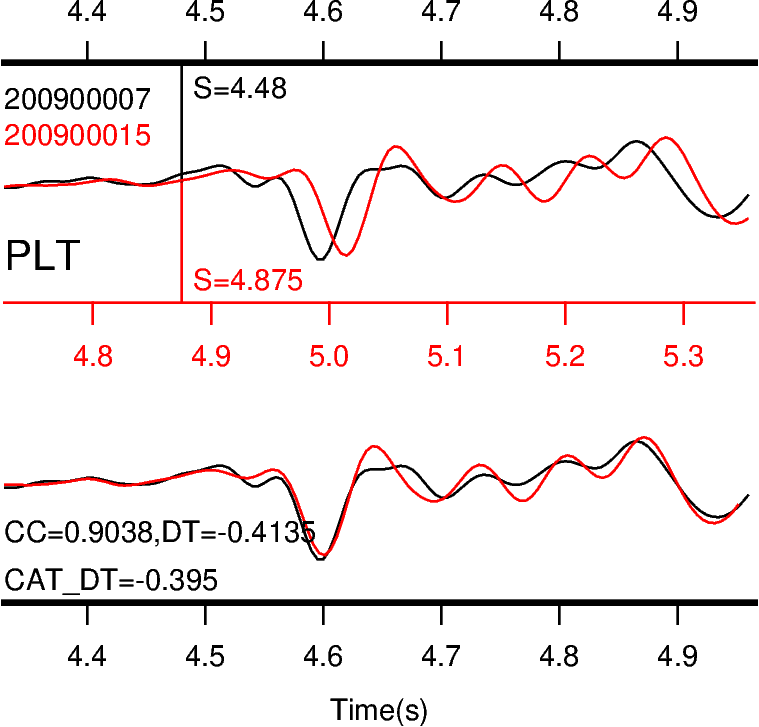 4.4 4.5 4.6 4.7 4.8 4.9
200900007
S=4.48
200900015
PLT
S=4.875
4.8 4.9 5.0 5.1 5.2 5.3
CC=0.9038,DT=-0.4135
CAT_DT=-0.395
4.4 4.5 4.6 4.7 4.8 4.9
Time(s)